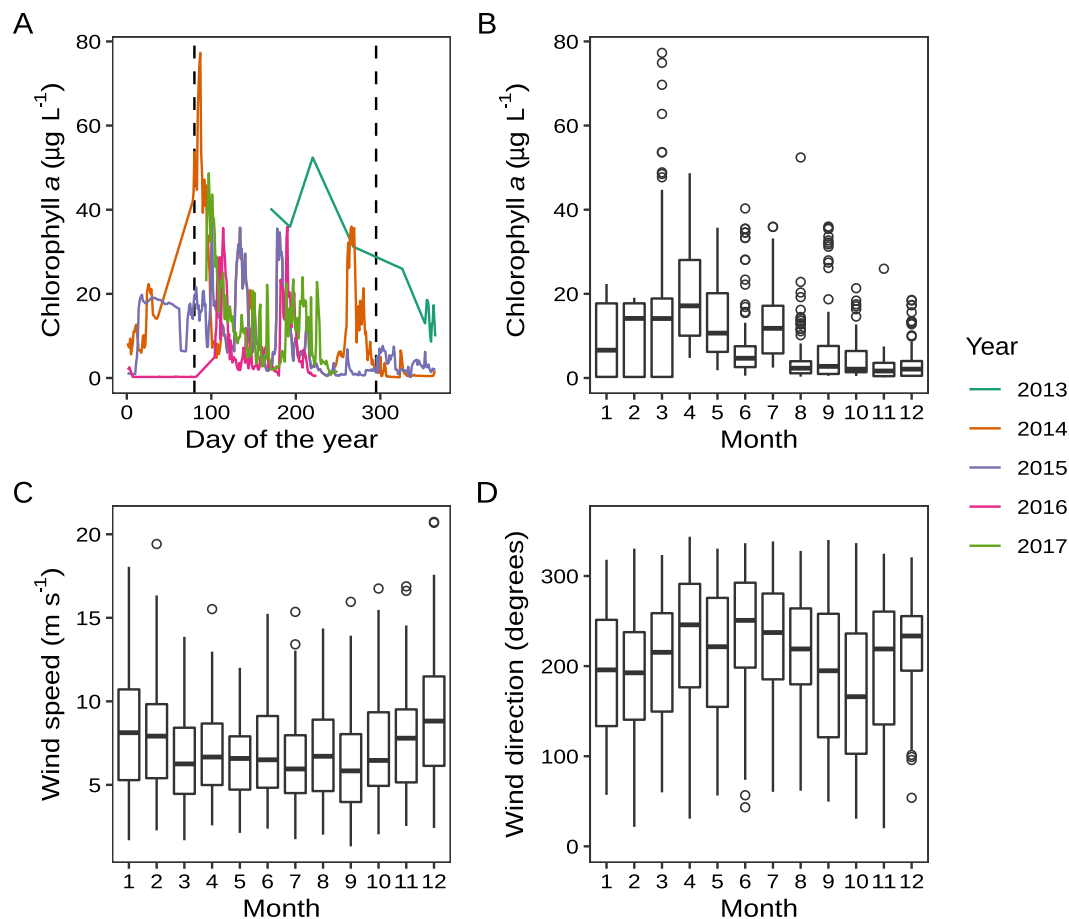 A
Chlorophyll a (µg L-1)
80
60
40
20
0
0 100 200 300
Day of the year
B
Chlorophyll a (µg L-1)
80
60
40
20
0
1 2 3 4 5 6 7 8 9 10 11 12
Month
C
Wind speed (m s-1)
20
15
10
5
1 2 3 4 5 6 7 8 9 10 11 12
Month
D
Wind direction (degrees)
300
200
100
0
1 2 3 4 5 6 7 8 9 10 11 12
Month
Year
2013
2014
2015
2016
2017